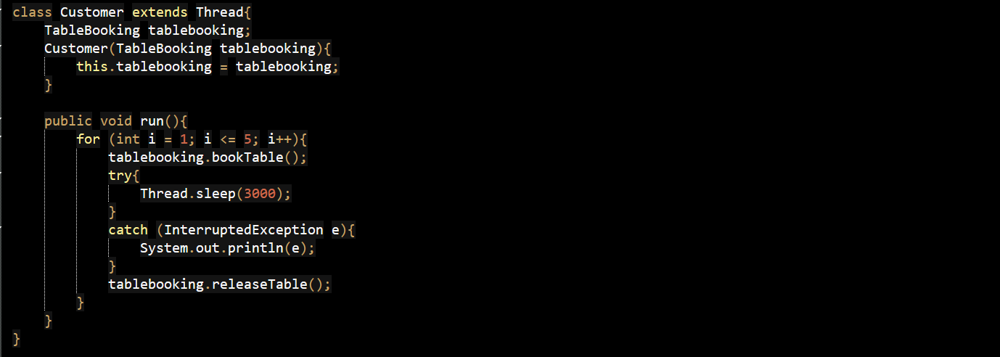 class Customer extends Thread{
    TableBooking tablebooking;
    Customer(TableBooking tablebooking){
        this.tablebooking = tablebooking;
    }

    public void run(){
        for (int i = 1; i <= 5; i++){
            tablebooking.bookTable();
            try{
                Thread.sleep(3000);
            }
            catch (InterruptedException e){
                System.out.println(e);
            }
            tablebooking.releaseTable();
        }
    }
}